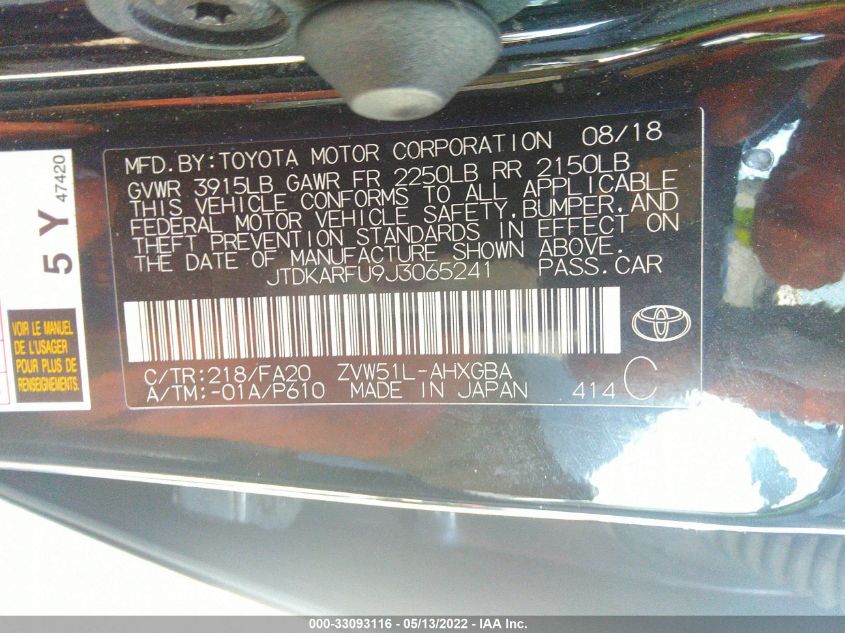 MFD. BY:TOYOTA MOTOR CORPORATION 08/18
GVWR 3915LB GAWR FR 2250LB RR 2150LB
THIS VEHICLE CONFORMS TO ALL APPLICABLE
FEDERAL MOTOR VEHICLE SAFETY, BUMPER, AND
THEFT PREVENTION STANDARDS IN EFFECT ON
THE DATE OF MANUFACTURE SHOWN ABOVE.
JTDKARFU9J3065241 PASS.CAR
C/TR:218/FA20 ZVW51L-AHXGBA
A/TM:-01A/P610 MADE IN JAPAN 414 C
5 Y 47420
VOIR LE MANUEL
DE L'USAGER
POUR PLUS DE
RENSEIGNEMENTS.
000-33093116 - 05/13/2022 - IAA Inc.